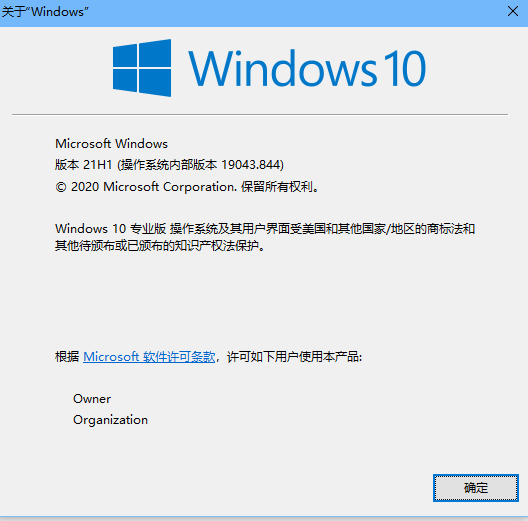 关于“Windows”
Windows 10
Microsoft Windows
版本 21H1 (操作系统内部版本 19043.844)
© 2020 Microsoft Corporation. 保留所有权利。
Windows 10 专业版 操作系统及其用户界面受美国和其他国家/地区的商标法和
其他待颁布或已颁布的知识产权法保护。
根据 Microsoft 软件许可条款，许可如下用户使用本产品:
Owner
Organization
确定